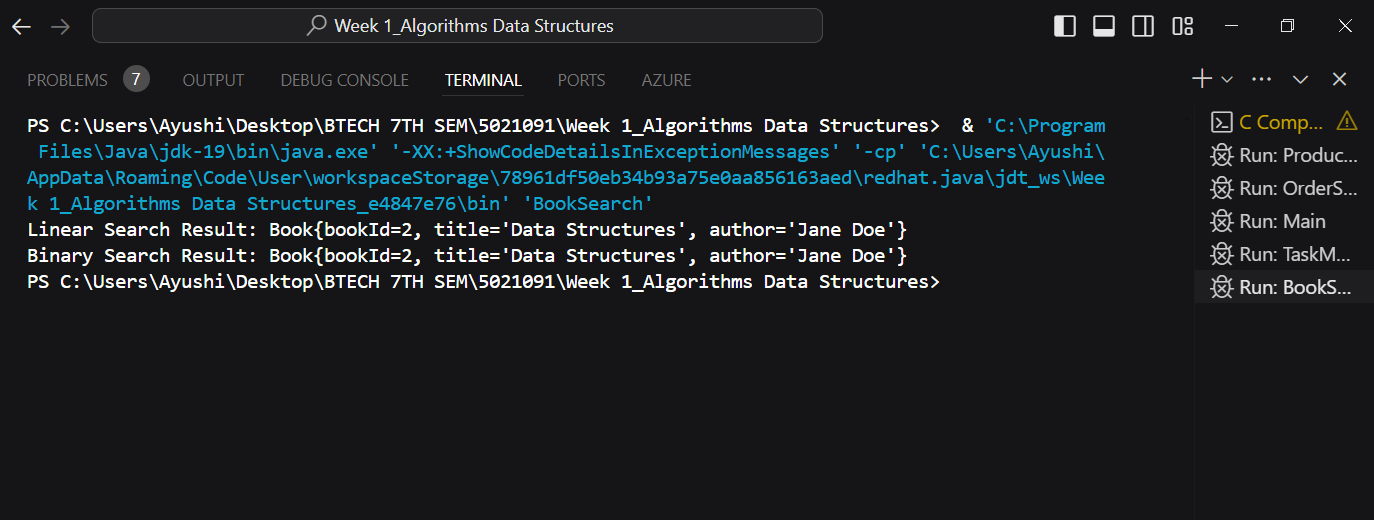 Week 1_Algorithms Data Structures
PROBLEMS 7 OUTPUT DEBUG CONSOLE TERMINAL PORTS AZURE
PS C:\Users\Ayushi\Desktop\BTECH 7TH SEM\5021091\Week 1_Algorithms Data Structures>  & 'C:\Program
 Files\Java\jdk-19\bin\java.exe' '-XX:+ShowCodeDetailsInExceptionMessages' '-cp' 'C:\Users\Ayushi\
AppData\Roaming\Code\User\workspaceStorage\78961df50eb34b93a75e0aa856163aed\redhat.java\jdt_ws\Wee
k 1_Algorithms Data Structures_e4847e76\bin' 'BookSearch'
Linear Search Result: Book{bookId=2, title='Data Structures', author='Jane Doe'}
Binary Search Result: Book{bookId=2, title='Data Structures', author='Jane Doe'}
PS C:\Users\Ayushi\Desktop\BTECH 7TH SEM\5021091\Week 1_Algorithms Data Structures>
C Comp...
Run: Produc...
Run: OrderS...
Run: Main
Run: TaskM...
Run: BookS...